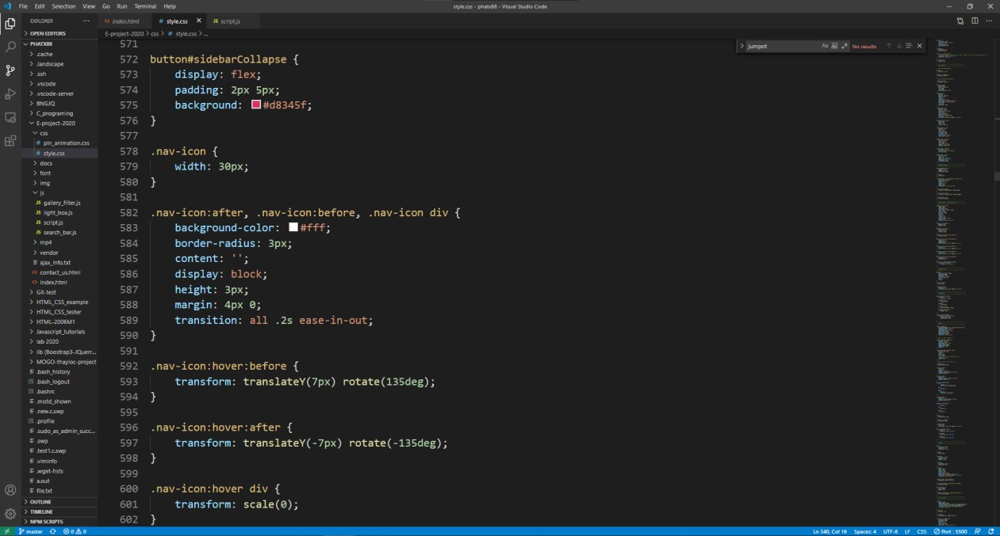 File Edit Selection View Go Run Terminal Help
style.css - phatx88 - Visual Studio Code
EXPLORER
OPEN EDITORS
PHATX88
.cache
.landscape
.ssh
.vscode
.vscode-server
BNGJQ
C_programing
E-project-2020
css
# pin_animation.css
# style.css
docs
font
img
js
JS gallery_filter.js
JS light_box.js
JS script.js
JS search_bar.js
mp4
vendor
ajax_info.txt
contact_us.html
index.html
Git-test
HTML_CSS_example
HTML_CSS_tester
HTML-2006M1
Javascript_tutorials
lab 2020
lib (Boostrap3-JQuerr...
MOGO-thayloc-project
.bash_history
.bash_logout
.bashrc
.motd_shown
.new.c.swp
.profile
.sudo_as_admin_succ...
.swp
.test1.c.swp
.viminfo
.wget-hsts
a.out
file.txt
OUTLINE
TIMELINE
NPM SCRIPTS
index.html
# style.css
JS script.js
E-project-2020 > css > # style.css > ...
jumpot Aa No results
571
572 button#sidebarCollapse {
573 display: flex;
574 padding: 2px 5px;
575 background: #d8345f;
576 }
577
578 .nav-icon {
579 width: 30px;
580 }
581
582 .nav-icon:after, .nav-icon:before, .nav-icon div {
583 background-color: #fff;
584 border-radius: 3px;
585 content: '';
586 display: block;
587 height: 3px;
588 margin: 4px 0;
589 transition: all .2s ease-in-out;
590 }
591
592 .nav-icon:hover:before {
593 transform: translateY(7px) rotate(135deg);
594 }
595
596 .nav-icon:hover:after {
597 transform: translateY(-7px) rotate(-135deg);
598 }
599
600 .nav-icon:hover div {
601 transform: scale(0);
602 }
master 0 0 Ln 340, Col 16 Spaces: 4 UTF-8 LF CSS Port : 5500